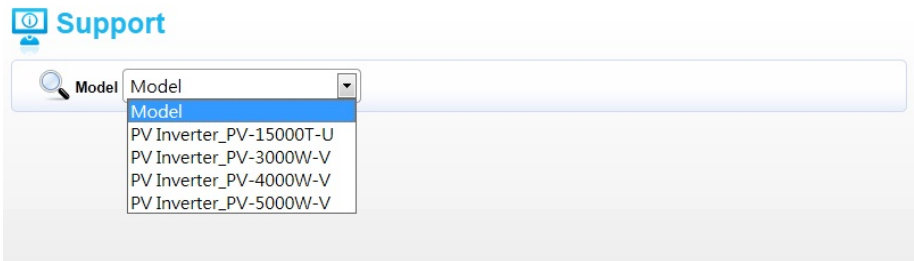 Support
Model Model
Model
PV Inverter_PV-15000T-U
PV Inverter_PV-3000W-V
PV Inverter_PV-4000W-V
PV Inverter_PV-5000W-V